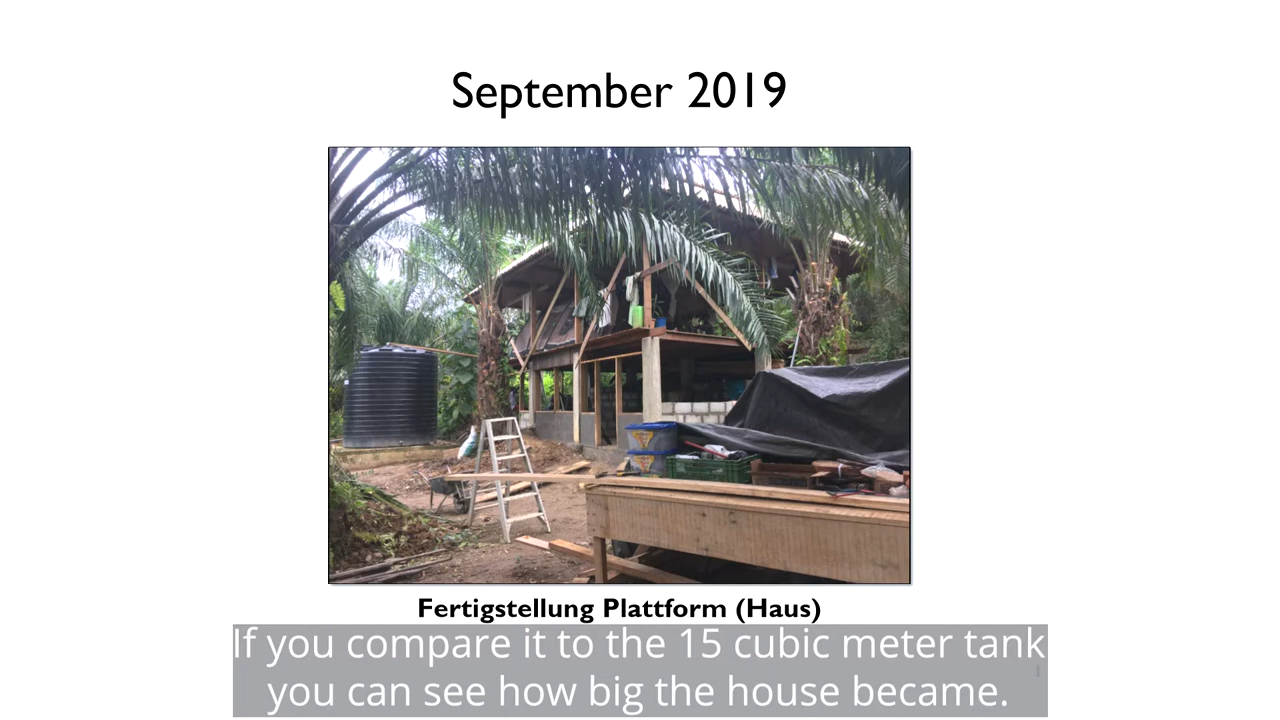 September 2019
Fertigstellung Plattform (Haus)
If you compare it to the 15 cubic meter tank
you can see how big the house became.